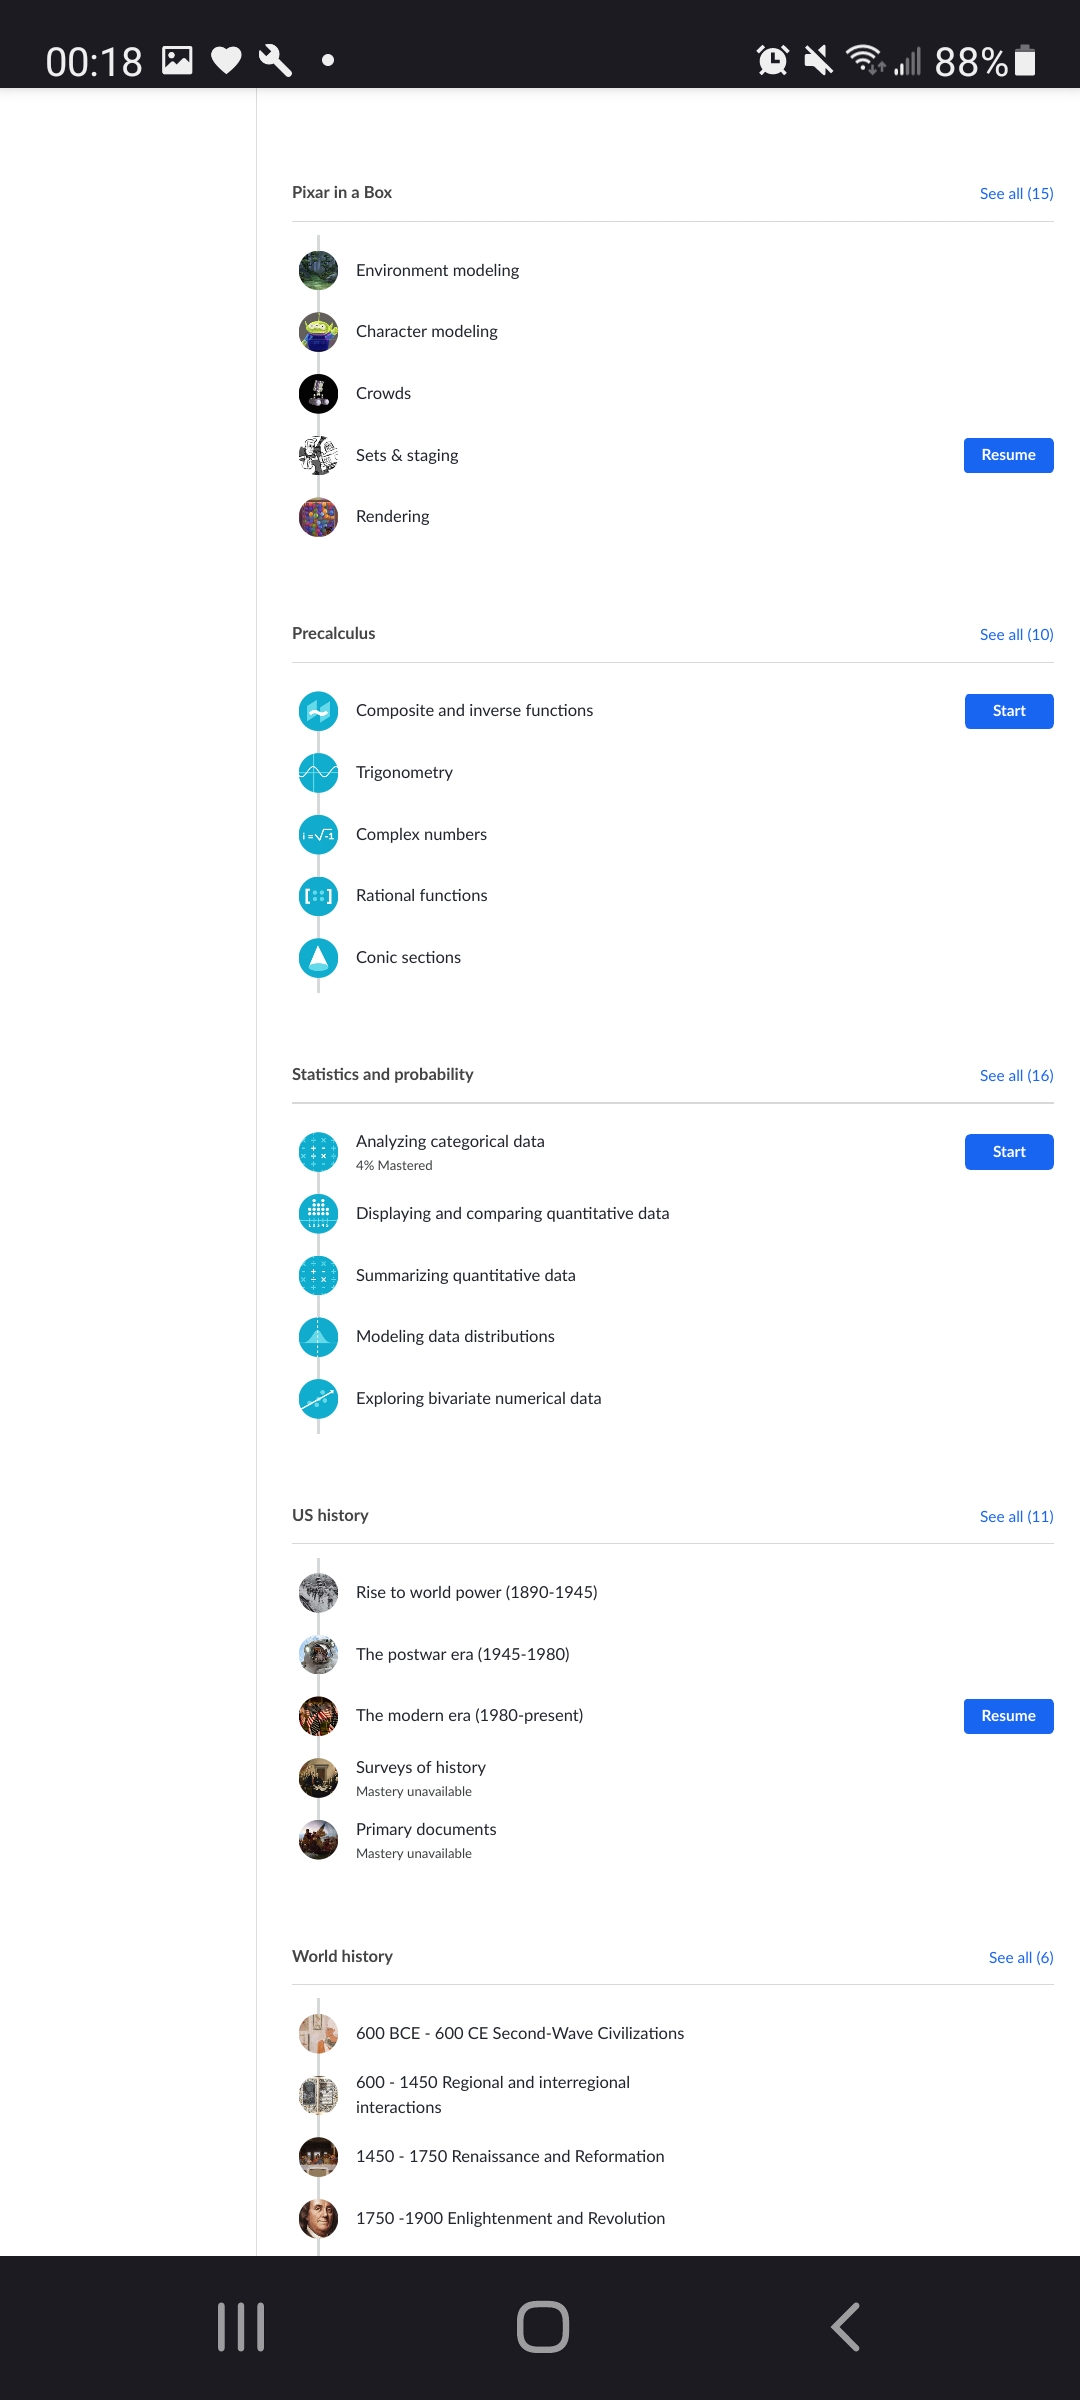 00:18
88%
Pixar in a Box
See all (15)
Environment modeling
Character modeling
Crowds
Sets & staging
Resume
Rendering
Precalculus
See all (10)
Composite and inverse functions
Start
Trigonometry
i=√-1
Complex numbers
Rational functions
Conic sections
Statistics and probability
See all (16)
Analyzing categorical data
Start
4% Mastered
Displaying and comparing quantitative data
Summarizing quantitative data
Modeling data distributions
Exploring bivariate numerical data
US history
See all (11)
Rise to world power (1890-1945)
The postwar era (1945-1980)
The modern era (1980-present)
Resume
Surveys of history
Mastery unavailable
Primary documents
Mastery unavailable
World history
See all (6)
600 BCE - 600 CE Second-Wave Civilizations
600 - 1450 Regional and interregional
interactions
1450 - 1750 Renaissance and Reformation
1750 -1900 Enlightenment and Revolution